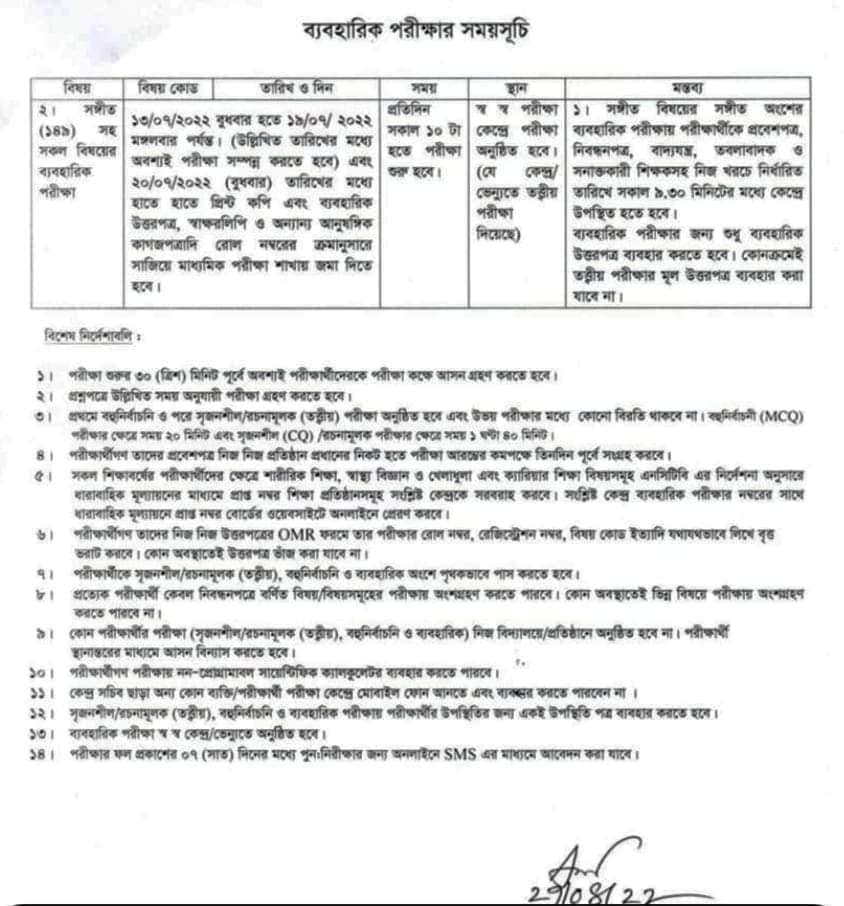 ব্যবহারিক পরীক্ষার সময়সূচি
বিষয় বিষয় কোড তারিখ ও দিন সময় স্থান মন্তব্য
২। সঙ্গীত
(১৪৯) সহ
সকল বিষয়ের
ব্যবহারিক
পরীক্ষা
১৩/০৭/২০২২ বুধবার হতে ১৯/০৭/ ২০২২
মঙ্গলবার পর্যন্ত। (উল্লিখিত তারিখের মধ্যে
অবশ্যই পরীক্ষা সম্পন্ন করতে হবে) এবং
২০/০৭/২০২২ (বুধবার) তারিখের মধ্যে
হাতে হাতে প্রিন্ট কপি এবং ব্যবহারিক
উত্তরপত্র, স্বাক্ষরলিপি ও অন্যান্য আনুষঙ্গিক
কাগজপত্রাদি রোল নম্বরের ক্রমানুসারে
সাজিয়ে মাধ্যমিক পরীক্ষা শাখায় জমা দিতে
হবে।
প্রতিদিন
সকাল ১০ টা
হতে পরীক্ষা
শুরু হবে।
স্ব স্ব পরীক্ষা
কেন্দ্রে পরীক্ষা
অনুষ্ঠিত হবে।
(যে কেন্দ্র/
ভেন্যুতে তত্ত্বীয়
পরীক্ষা
দিয়েছে)
১। সঙ্গীত বিষয়ের সঙ্গীত অংশের
ব্যবহারিক পরীক্ষায় পরীক্ষার্থীকে প্রবেশপত্র,
নিবন্ধনপত্র, বাদ্যযন্ত্র, তবলাবাদক ও
সনাক্তকারী শিক্ষকসহ নিজ খরচে নির্ধারিত
তারিখে সকাল ৯.৩০ মিনিটের মধ্যে কেন্দ্রে
উপস্থিত হতে হবে।
ব্যবহারিক পরীক্ষার জন্য শুধু ব্যবহারিক
উত্তরপত্র ব্যবহার করতে হবে। কোনক্রমেই
তত্ত্বীয় পরীক্ষার মূল উত্তরপত্র ব্যবহার করা
যাবে না।
বিশেষ নির্দেশাবলি :
১। পরীক্ষা শুরুর ৩০ (ত্রিশ) মিনিট পূর্বে অবশ্যই পরীক্ষার্থীদেরকে পরীক্ষা কক্ষে আসন গ্রহণ করতে হবে।
২। প্রশ্নপত্রে উল্লিখিত সময় অনুযায়ী পরীক্ষা গ্রহণ করতে হবে।
৩। প্রথমে বহুনির্বাচনি ও পরে সৃজনশীল/রচনামূলক (তত্ত্বীয়) পরীক্ষা অনুষ্ঠিত হবে এবং উভয় পরীক্ষার মধ্যে কোনো বিরতি থাকবে না। বহুনির্বাচনী (MCQ)
পরীক্ষার ক্ষেত্রে সময় ২০ মিনিট এবং সৃজনশীল (CQ) /রচনামূলক পরীক্ষার ক্ষেত্রে সময় ১ ঘন্টা ৪০ মিনিট।
৪। পরীক্ষার্থীগণ তাদের প্রবেশপত্র নিজ নিজ প্রতিষ্ঠান প্রধানের নিকট হতে পরীক্ষা আরম্ভের কমপক্ষে তিনদিন পূর্বে সংগ্রহ করবে।
৫। সকল শিক্ষাবর্ষের পরীক্ষার্থীদের ক্ষেত্রে শারীরিক শিক্ষা, স্বাস্থ্য বিজ্ঞান ও খেলাধুলা এবং ক্যারিয়ার শিক্ষা বিষয়সমূহ এনসিটিবি এর নির্দেশনা অনুসারে
ধারাবাহিক মূল্যায়নের মাধ্যমে প্রাপ্ত নম্বর শিক্ষা প্রতিষ্ঠানসমূহ সংশ্লিষ্ট কেন্দ্রকে সরবরাহ করবে। সংশ্লিষ্ট কেন্দ্র ব্যবহারিক পরীক্ষার নম্বরের সাথে
ধারাবাহিক মূল্যায়নে প্রাপ্ত নম্বর বোর্ডের ওয়েবসাইটে অনলাইনে প্রেরণ করবে।
৬। পরীক্ষার্থীগণ তাদের নিজ নিজ উত্তরপত্রের OMR ফরমে তার পরীক্ষার রোল নম্বর, রেজিস্ট্রেশন নম্বর, বিষয় কোড ইত্যাদি যথাযথভাবে লিখে বৃত্ত
ভরাট করবে। কোন অবস্থাতেই উত্তরপত্র ভাঁজ করা যাবে না।
৭। পরীক্ষার্থীকে সৃজনশীল/রচনামূলক (তত্ত্বীয়), বহুনির্বাচনি ও ব্যবহারিক অংশে পৃথকভাবে পাস করতে হবে।
৮। প্রত্যেক পরীক্ষার্থী কেবল নিবন্ধনপত্রে বর্ণিত বিষয়/বিষয়সমূহের পরীক্ষায় অংশগ্রহণ করতে পারবে। কোন অবস্থাতেই ভিন্ন বিষয়ে পরীক্ষায় অংশগ্রহণ
করতে পারবে না।
৯। কোন পরীক্ষার্থীর পরীক্ষা (সৃজনশীল/রচনামূলক (তত্ত্বীয়), বহুনির্বাচনি ও ব্যবহারিক) নিজ বিদ্যালয়ে/প্রতিষ্ঠানে অনুষ্ঠিত হবে না। পরীক্ষার্থী
স্থানান্তরের মাধ্যমে আসন বিন্যাস করতে হবে।
১০। পরীক্ষার্থীগণ পরীক্ষায় নন-প্রোগ্রামাবল সায়েন্টিফিক ক্যালকুলেটর ব্যবহার করতে পারবে।
১১। কেন্দ্র সচিব ছাড়া অন্য কোন ব্যক্তি/পরীক্ষার্থী পরীক্ষা কেন্দ্রে মোবাইল ফোন আনতে এবং ব্যবহার করতে পারবেন না ।
১২। সৃজনশীল/রচনামূলক (তত্ত্বীয়), বহুনির্বাচনি ও ব্যবহারিক পরীক্ষায় পরীক্ষার্থীর উপস্থিতির জন্য একই উপস্থিতি পত্র ব্যবহার করতে হবে।
১৩। ব্যবহারিক পরীক্ষা স্ব স্ব কেন্দ্রে/ভেন্যুতে অনুষ্ঠিত হবে।
১৪। পরীক্ষার ফল প্রকাশের ০৭ (সাত) দিনের মধ্যে পুনঃনিরীক্ষার জন্য অনলাইনে SMS এর মাধ্যমে আবেদন করা যাবে।